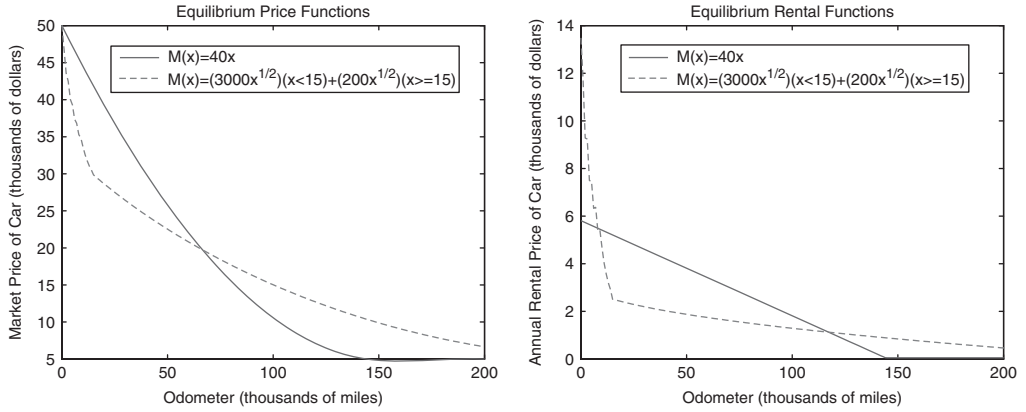 Equilibrium Price Functions
Market Price of Car (thousands of dollars)
50
45
40
35
30
25
20
15
10
5
M(x)=40x
M(x)=(3000x^{1/2})(x<15)+(200x^{1/2})(x>=15)
0
50
100
150
200
Odometer (thousands of miles)
Equilibrium Rental Functions
Annual Rental Price of Car (thousands of dollars)
14
12
10
8
6
4
2
0
M(x)=40x
M(x)=(3000x^{1/2})(x<15)+(200x^{1/2})(x>=15)
0
50
100
150
200
Odometer (thousands of miles)